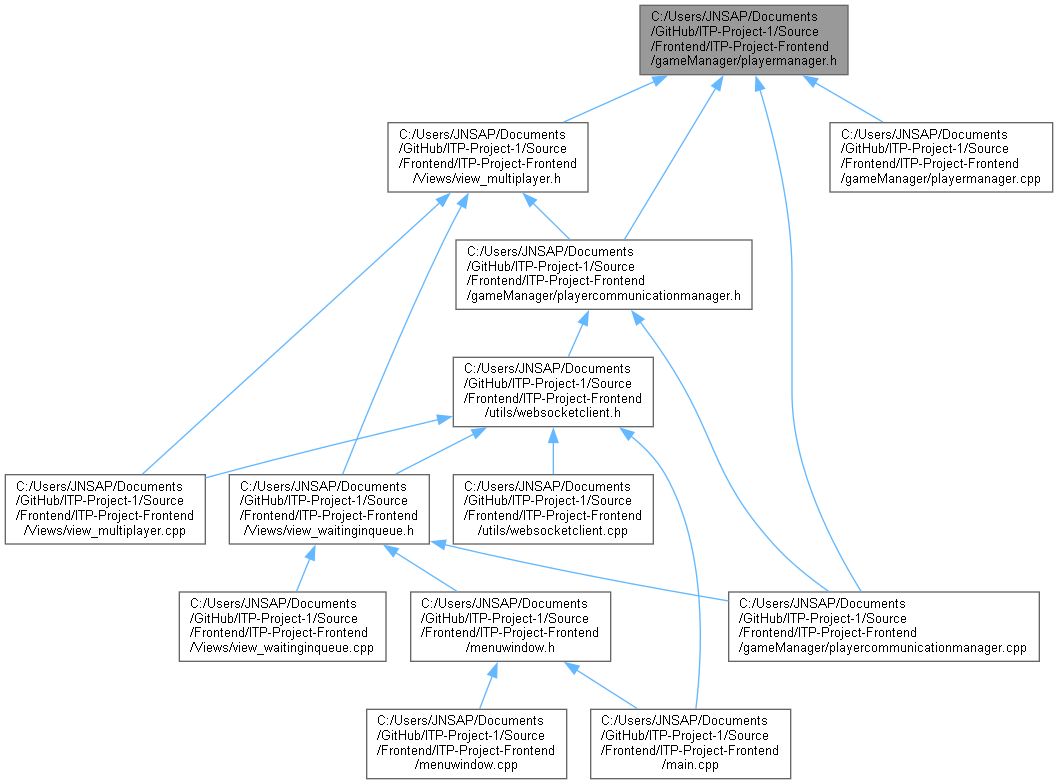 C:/Users/JNSAP/Documents
/GitHub/ITP-Project-1/Source
/Frontend/ITP-Project-Frontend
/gameManager/playermanager.h
C:/Users/JNSAP/Documents
/GitHub/ITP-Project-1/Source
/Frontend/ITP-Project-Frontend
/Views/view_multiplayer.h
C:/Users/JNSAP/Documents
/GitHub/ITP-Project-1/Source
/Frontend/ITP-Project-Frontend
/gameManager/playermanager.cpp
C:/Users/JNSAP/Documents
/GitHub/ITP-Project-1/Source
/Frontend/ITP-Project-Frontend
/gameManager/playercommunicationmanager.h
C:/Users/JNSAP/Documents
/GitHub/ITP-Project-1/Source
/Frontend/ITP-Project-Frontend
/utils/websocketclient.h
C:/Users/JNSAP/Documents
/GitHub/ITP-Project-1/Source
/Frontend/ITP-Project-Frontend
/Views/view_multiplayer.cpp
C:/Users/JNSAP/Documents
/GitHub/ITP-Project-1/Source
/Frontend/ITP-Project-Frontend
/Views/view_waitinginqueue.h
C:/Users/JNSAP/Documents
/GitHub/ITP-Project-1/Source
/Frontend/ITP-Project-Frontend
/utils/websocketclient.cpp
C:/Users/JNSAP/Documents
/GitHub/ITP-Project-1/Source
/Frontend/ITP-Project-Frontend
/Views/view_waitinginqueue.cpp
C:/Users/JNSAP/Documents
/GitHub/ITP-Project-1/Source
/Frontend/ITP-Project-Frontend
/menuwindow.h
C:/Users/JNSAP/Documents
/GitHub/ITP-Project-1/Source
/Frontend/ITP-Project-Frontend
/gameManager/playercommunicationmanager.cpp
C:/Users/JNSAP/Documents
/GitHub/ITP-Project-1/Source
/Frontend/ITP-Project-Frontend
/menuwindow.cpp
C:/Users/JNSAP/Documents
/GitHub/ITP-Project-1/Source
/Frontend/ITP-Project-Frontend
/main.cpp